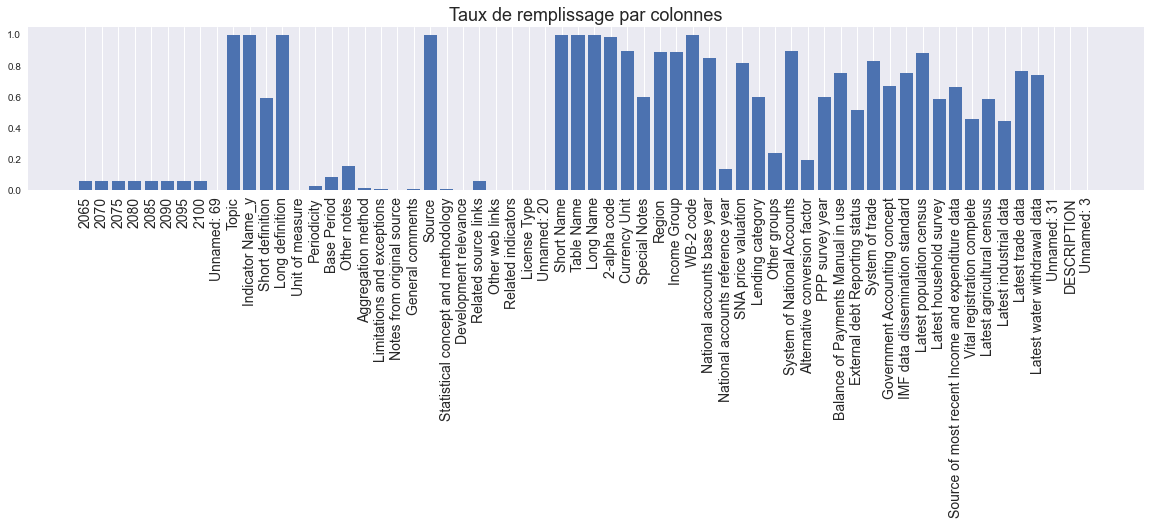 Taux de remplissage par colonnes
1.0
0.8
0.6
0.4
0.2
0.0
2065
2070
2075
2080
2085
2090
2095
2100
Unnamed: 69
Topic
Indicator Name_y
Short definition
Long definition
Unit of measure
Periodicity
Base Period
Other notes
Aggregation method
Limitations and exceptions
Notes from original source
General comments
Source
Statistical concept and methodology
Development relevance
Related source links
Other web links
Related indicators
License Type
Unnamed: 20
Short Name
Table Name
Long Name
2-alpha code
Currency Unit
Special Notes
Region
Income Group
WB-2 code
National accounts base year
National accounts reference year
SNA price valuation
Lending category
Other groups
System of National Accounts
Alternative conversion factor
PPP survey year
Balance of Payments Manual in use
External debt Reporting status
System of trade
Government Accounting concept
IMF data dissemination standard
Latest population census
Latest household survey
Source of most recent Income and expenditure data
Vital registration complete
Latest agricultural census
Latest industrial data
Latest trade data
Latest water withdrawal data
Unnamed: 31
DESCRIPTION
Unnamed: 3